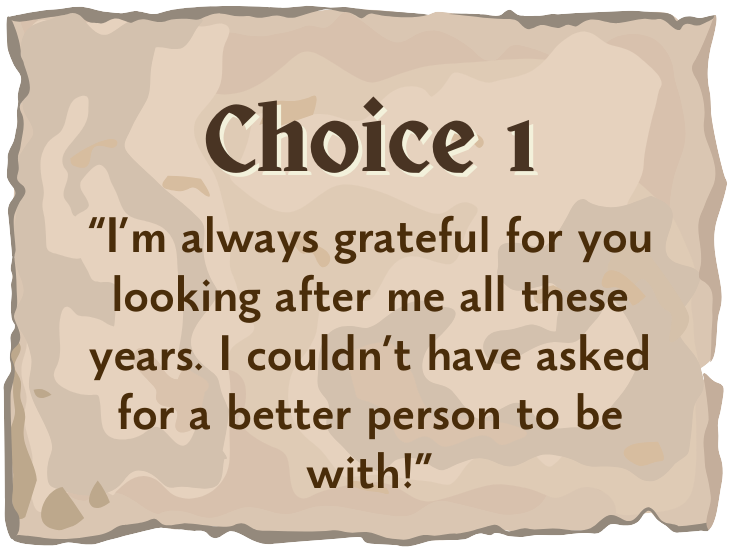 Choice 1
“I’m always grateful for you
looking after me all these
years. I couldn’t have asked
for a better person to be
with!”